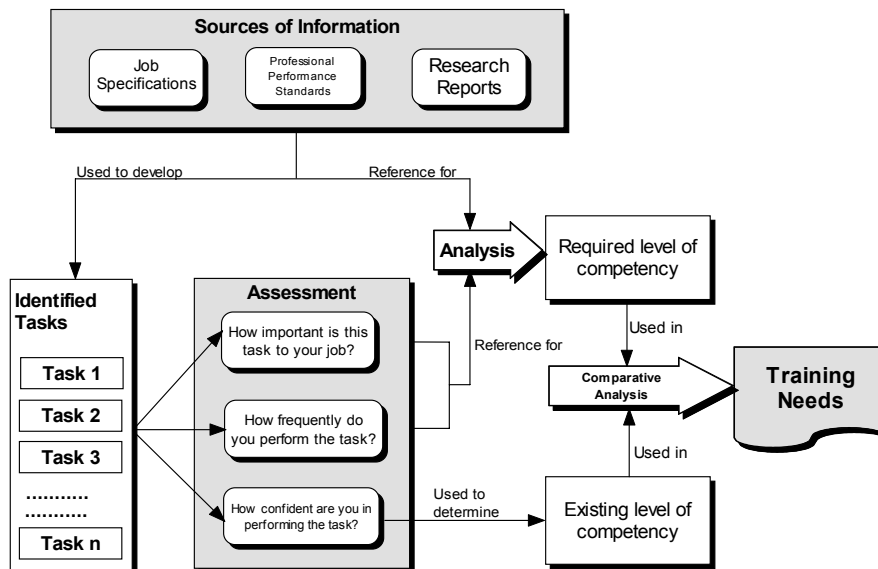 Sources of Information
Job
Specifications
Professional
Performance
Standards
Research
Reports
Used to develop
Reference for
Analysis
Required level of
competency
Identified
Tasks
Task 1
Task 2
Task 3
...........
...........
Task n
Assessment
How important is this
task to your job?
How frequently do
you perform the task?
How confident are you in
performing the task?
Reference for
Used in
Comparative
Analysis
Training
Needs
Used in
Used to
determine
Existing level of
competency